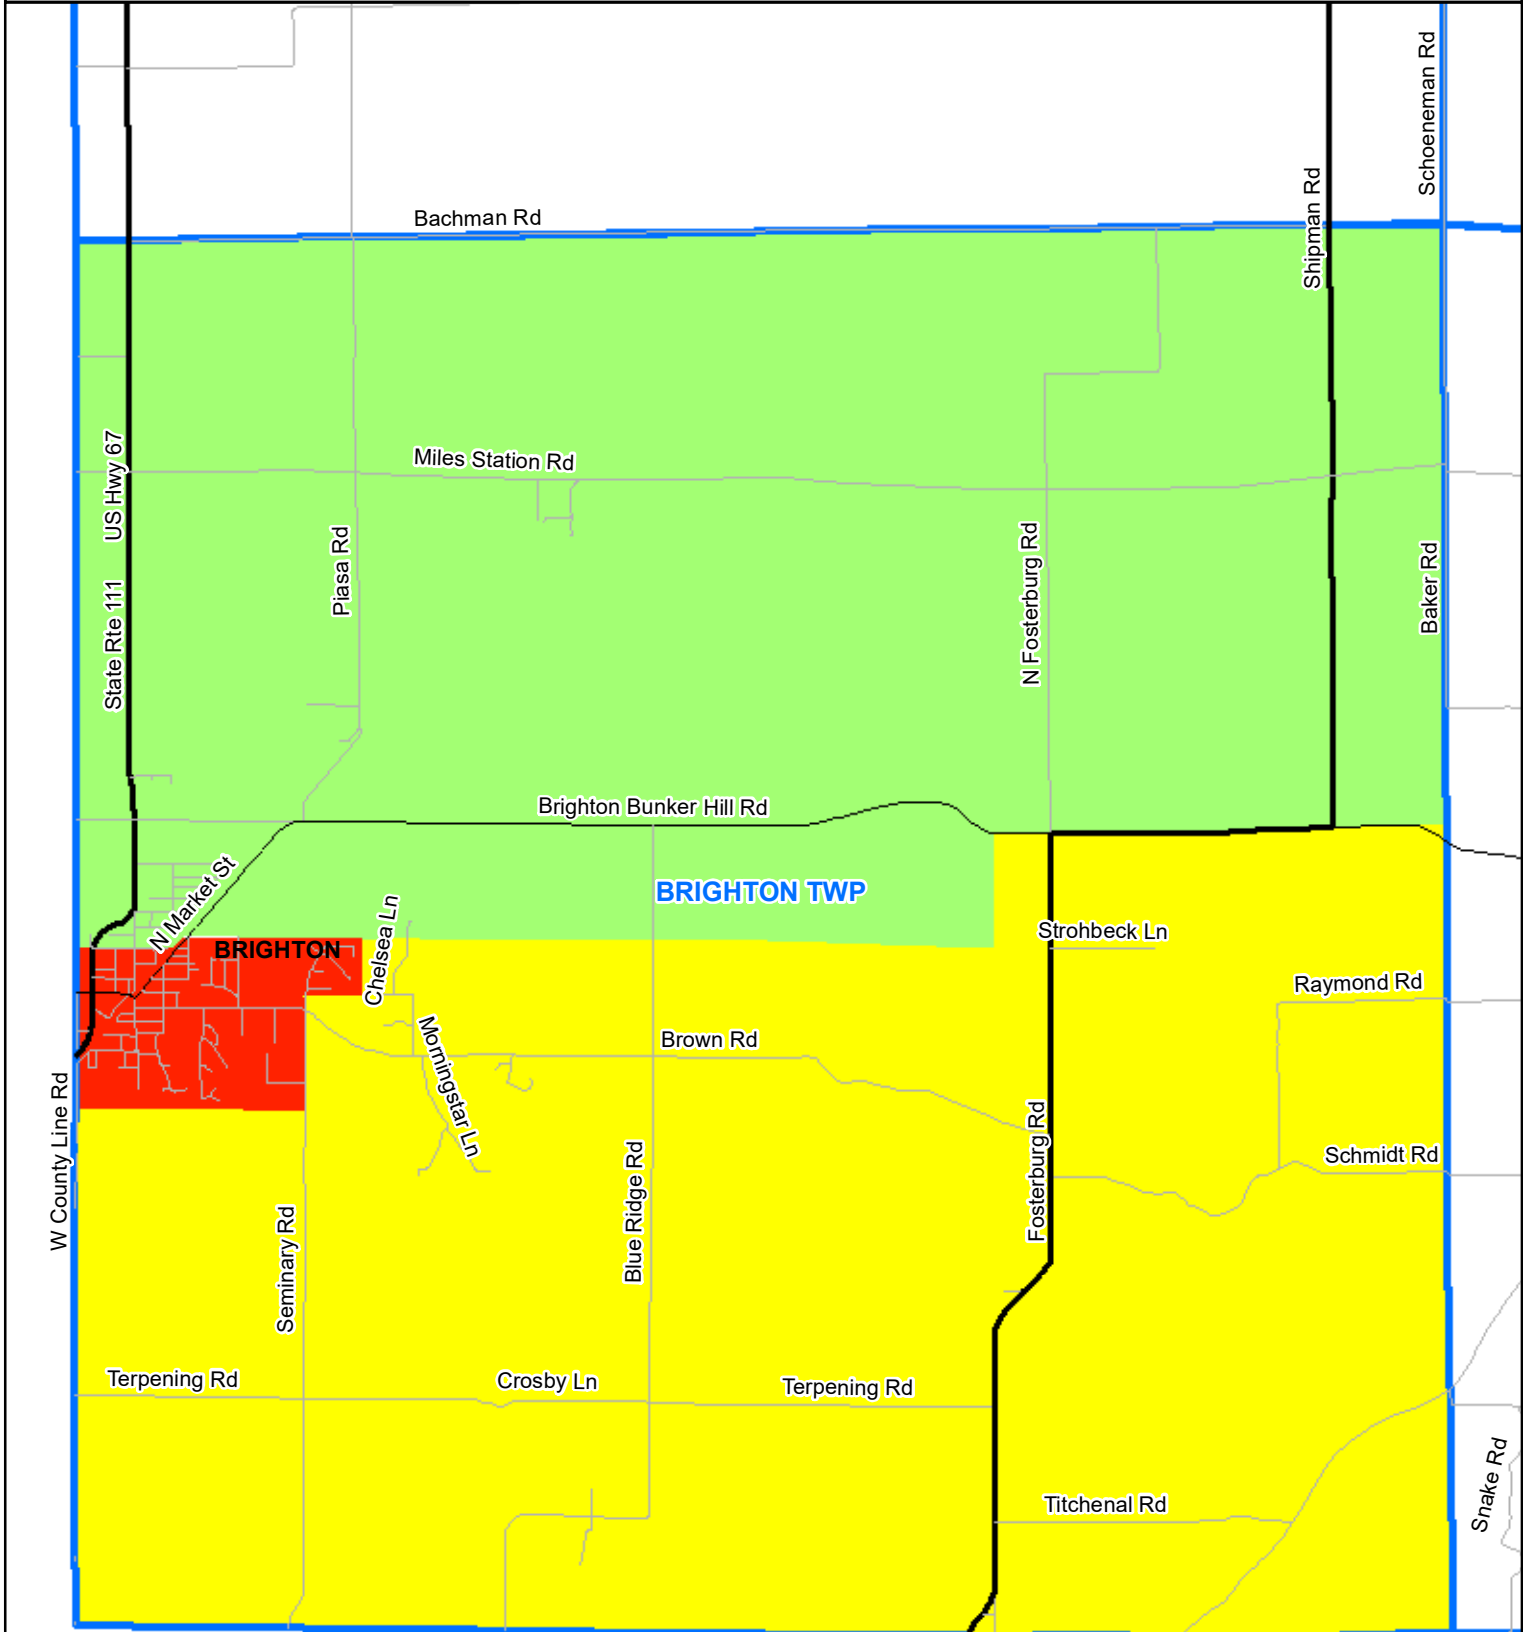 Schoeneman Rd
Bachman Rd
Shipman Rd
US Hwy 67
Miles Station Rd
Piasa Rd
N Fosterburg Rd
Baker Rd
State Rte 111
Brighton Bunker Hill Rd
N Market St
BRIGHTON TWP
BRIGHTON
Chelsea Ln
Strohbeck Ln
Raymond Rd
Brown Rd
Morningstar Ln
W County Line Rd
Fosterburg Rd
Schmidt Rd
Blue Ridge Rd
Seminary Rd
Terpening Rd
Crosby Ln
Terpening Rd
Titchenal Rd
Snake Rd